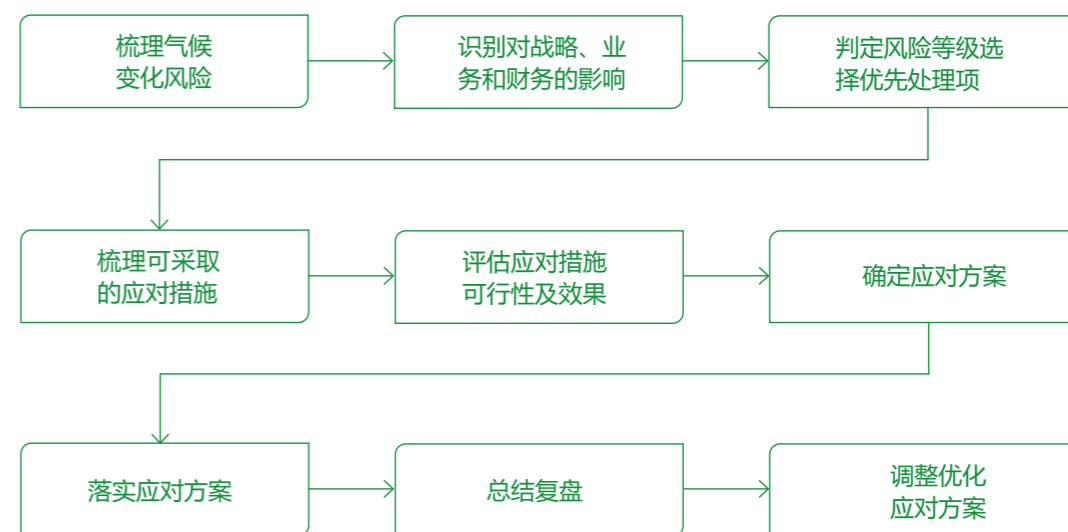 梳理气候
变化风险
识别对战略、业
务和财务的影响
判定风险等级选
择优先处理项
梳理可采取
的应对措施
评估应对措施
可行性及效果
确定应对方案
落实应对方案
总结复盘
调整优化
应对方案